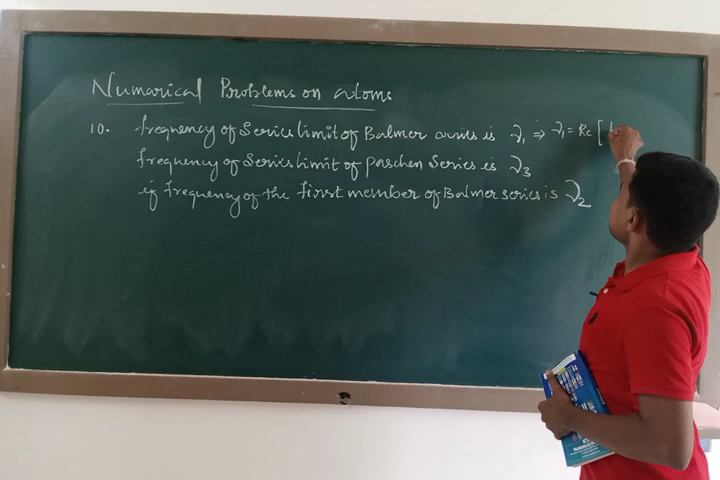 Numarical Problems on atoms
10. frequency of Series limit of Balmer series is ν₁ ⇒ ν₁ = Rc [
frequency of Series limit of paschen Series is ν₃
if frequency of the first member of Balmer series is ν₂